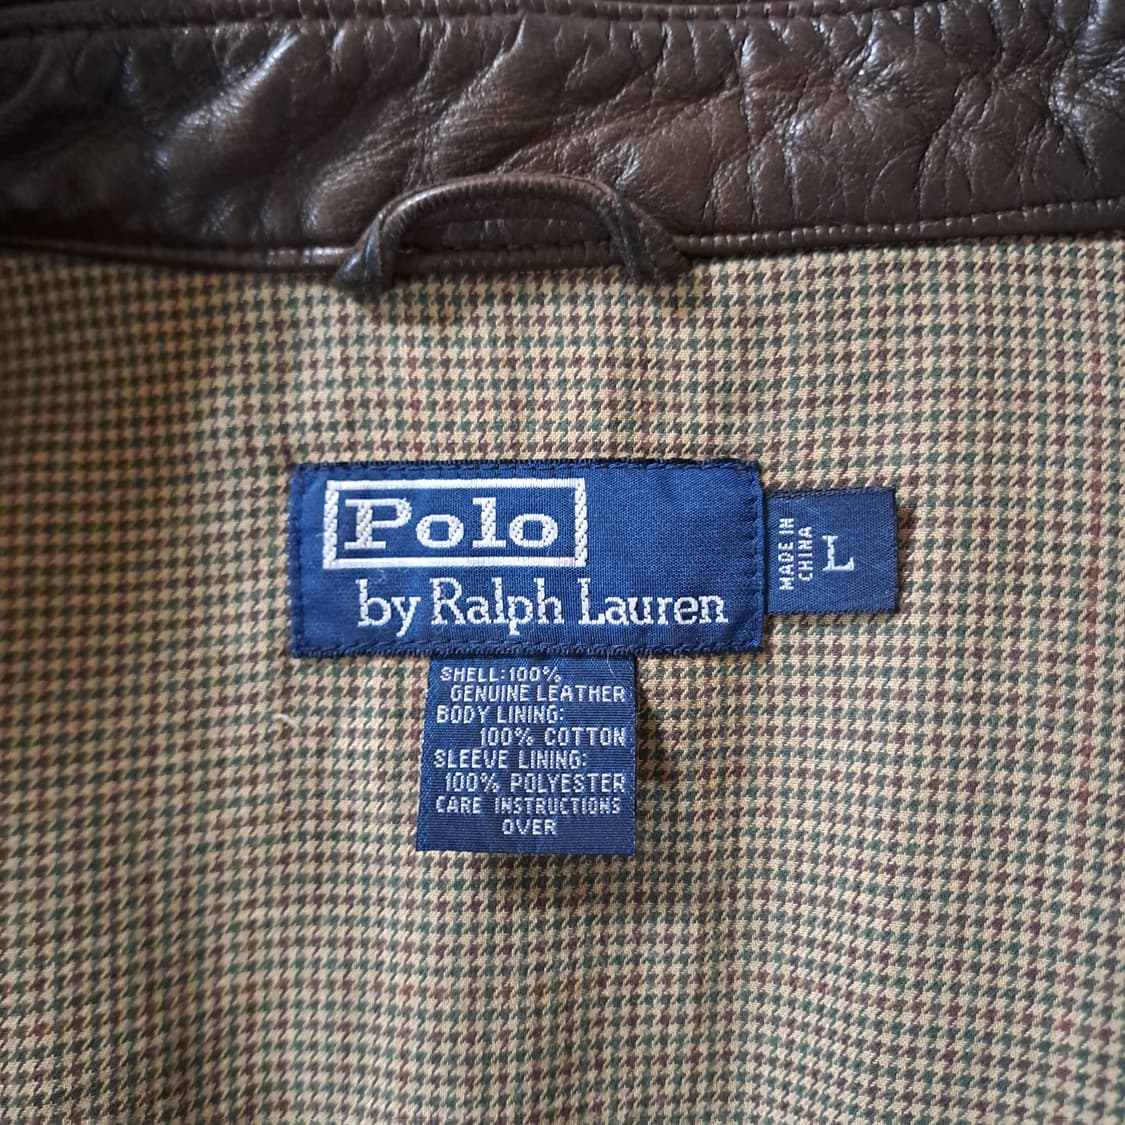 Polo
by Ralph Lauren
MADE IN
CHINA
L
SHELL: 100%
GENUINE LEATHER
BODY LINING:
100% COTTON
SLEEVE LINING:
100% POLYESTER
CARE INSTRUCTIONS
OVER